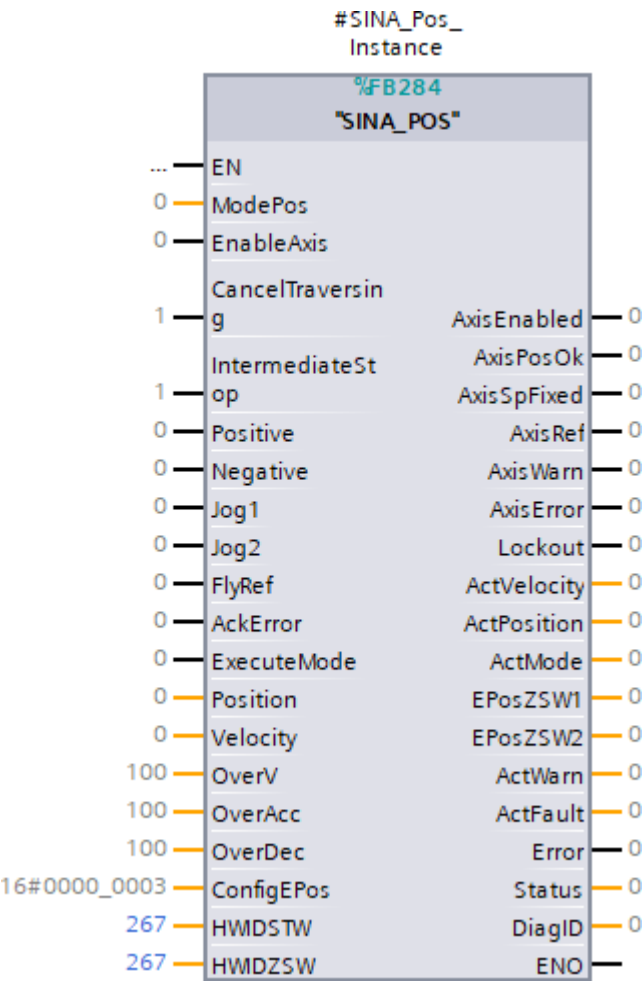 #SINA_Pos_
Instance
%FB284
"SINA_POS"
... EN
0 ModePos
0 EnableAxis
CancelTraversin
1 g AxisEnabled 0
IntermediateSt AxisPosOk 0
1 op AxisSpFixed 0
0 Positive AxisRef 0
0 Negative AxisWarn 0
0 Jog1 AxisError 0
0 Jog2 Lockout 0
0 FlyRef ActVelocity 0
0 AckError ActPosition 0
0 ExecuteMode ActMode 0
0 Position EPosZSW1 0
0 Velocity EPosZSW2 0
100 OverV ActWarn 0
100 OverAcc ActFault 0
100 OverDec Error 0
16#0000_0003 ConfigEPos Status 0
267 HWIDSTW DiagID 0
267 HWIDZSW ENO